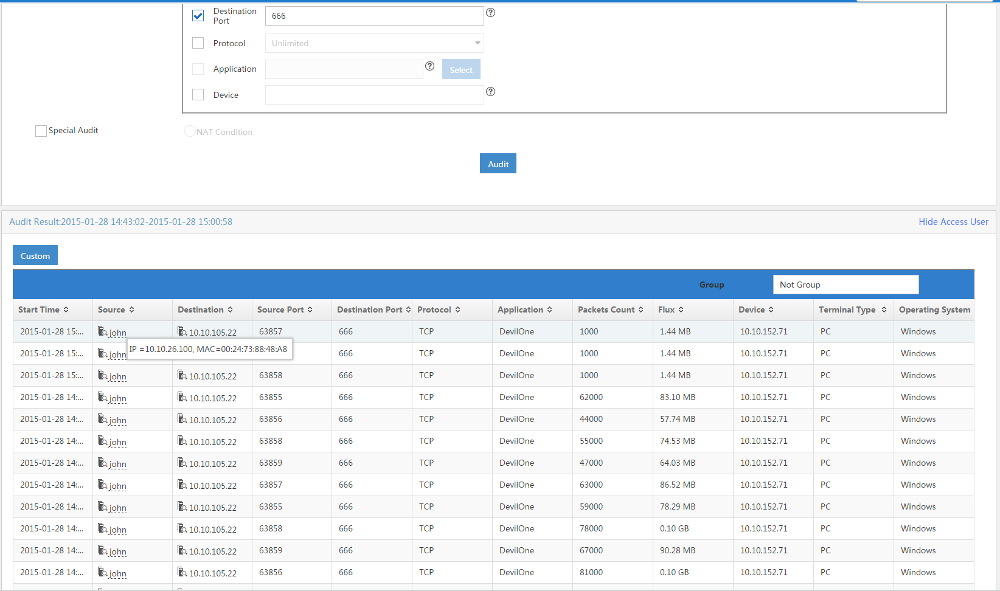 Destination
Port
666
Protocol
Unlimited
Application
Select
Device
Special Audit
NAT Condition
Audit
Audit Result:2015-01-28 14:43:02-2015-01-28 15:00:58
Hide Access User
Custom
Group
Not Group
Start Time Source Destination Source Port Destination Port Protocol Application Packets Count Flux Device Terminal Type Operating System
2015-01-28 15:... john 10.10.105.22 63857 666 TCP DevilOne 1000 1.44 MB 10.10.152.71 PC Windows
IP =10.10.26.100, MAC=00:24:73:88:48:A8
2015-01-28 15:... john 666 TCP DevilOne 1000 1.44 MB 10.10.152.71 PC Windows
2015-01-28 15:... john 10.10.105.22 63858 666 TCP DevilOne 1000 1.44 MB 10.10.152.71 PC Windows
2015-01-28 14:... john 10.10.105.22 63855 666 TCP DevilOne 62000 83.10 MB 10.10.152.71 PC Windows
2015-01-28 14:... john 10.10.105.22 63856 666 TCP DevilOne 44000 57.74 MB 10.10.152.71 PC Windows
2015-01-28 14:... john 10.10.105.22 63858 666 TCP DevilOne 55000 74.53 MB 10.10.152.71 PC Windows
2015-01-28 14:... john 10.10.105.22 63859 666 TCP DevilOne 47000 64.03 MB 10.10.152.71 PC Windows
2015-01-28 14:... john 10.10.105.22 63857 666 TCP DevilOne 63000 86.52 MB 10.10.152.71 PC Windows
2015-01-28 14:... john 10.10.105.22 63855 666 TCP DevilOne 59000 78.29 MB 10.10.152.71 PC Windows
2015-01-28 14:... john 10.10.105.22 63858 666 TCP DevilOne 78000 0.10 GB 10.10.152.71 PC Windows
2015-01-28 14:... john 10.10.105.22 63859 666 TCP DevilOne 67000 90.28 MB 10.10.152.71 PC Windows
2015-01-28 14:... john 10.10.105.22 63856 666 TCP DevilOne 81000 0.10 GB 10.10.152.71 PC Windows